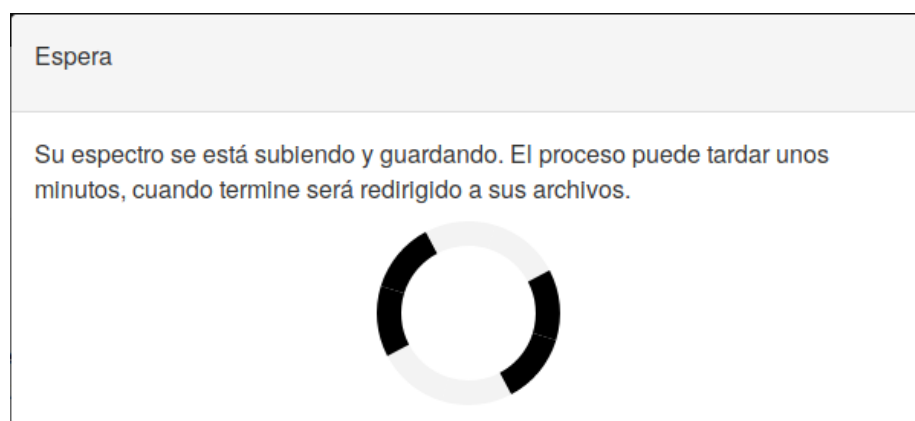 Espera
Su espectro se está subiendo y guardando. El proceso puede tardar unos
minutos, cuando termine será redirigido a sus archivos.